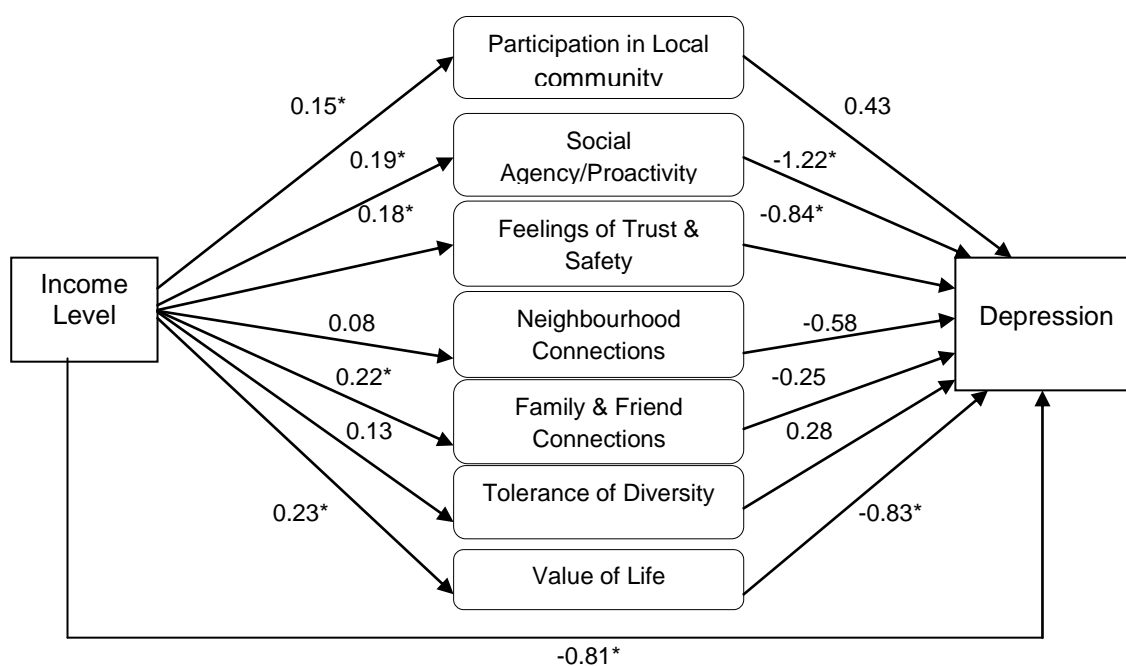 Participation in Local
community
0.15*
0.43
Social
Agency/Proactivity
0.19*
-1.22*
0.18*
-0.84*
Feelings of Trust &
Safety
Income
Level
Depression
0.08
Neighbourhood
Connections
-0.58
0.22*
-0.25
Family & Friend
Connections
0.13
0.28
Tolerance of Diversity
0.23*
-0.83*
Value of Life
-0.81*